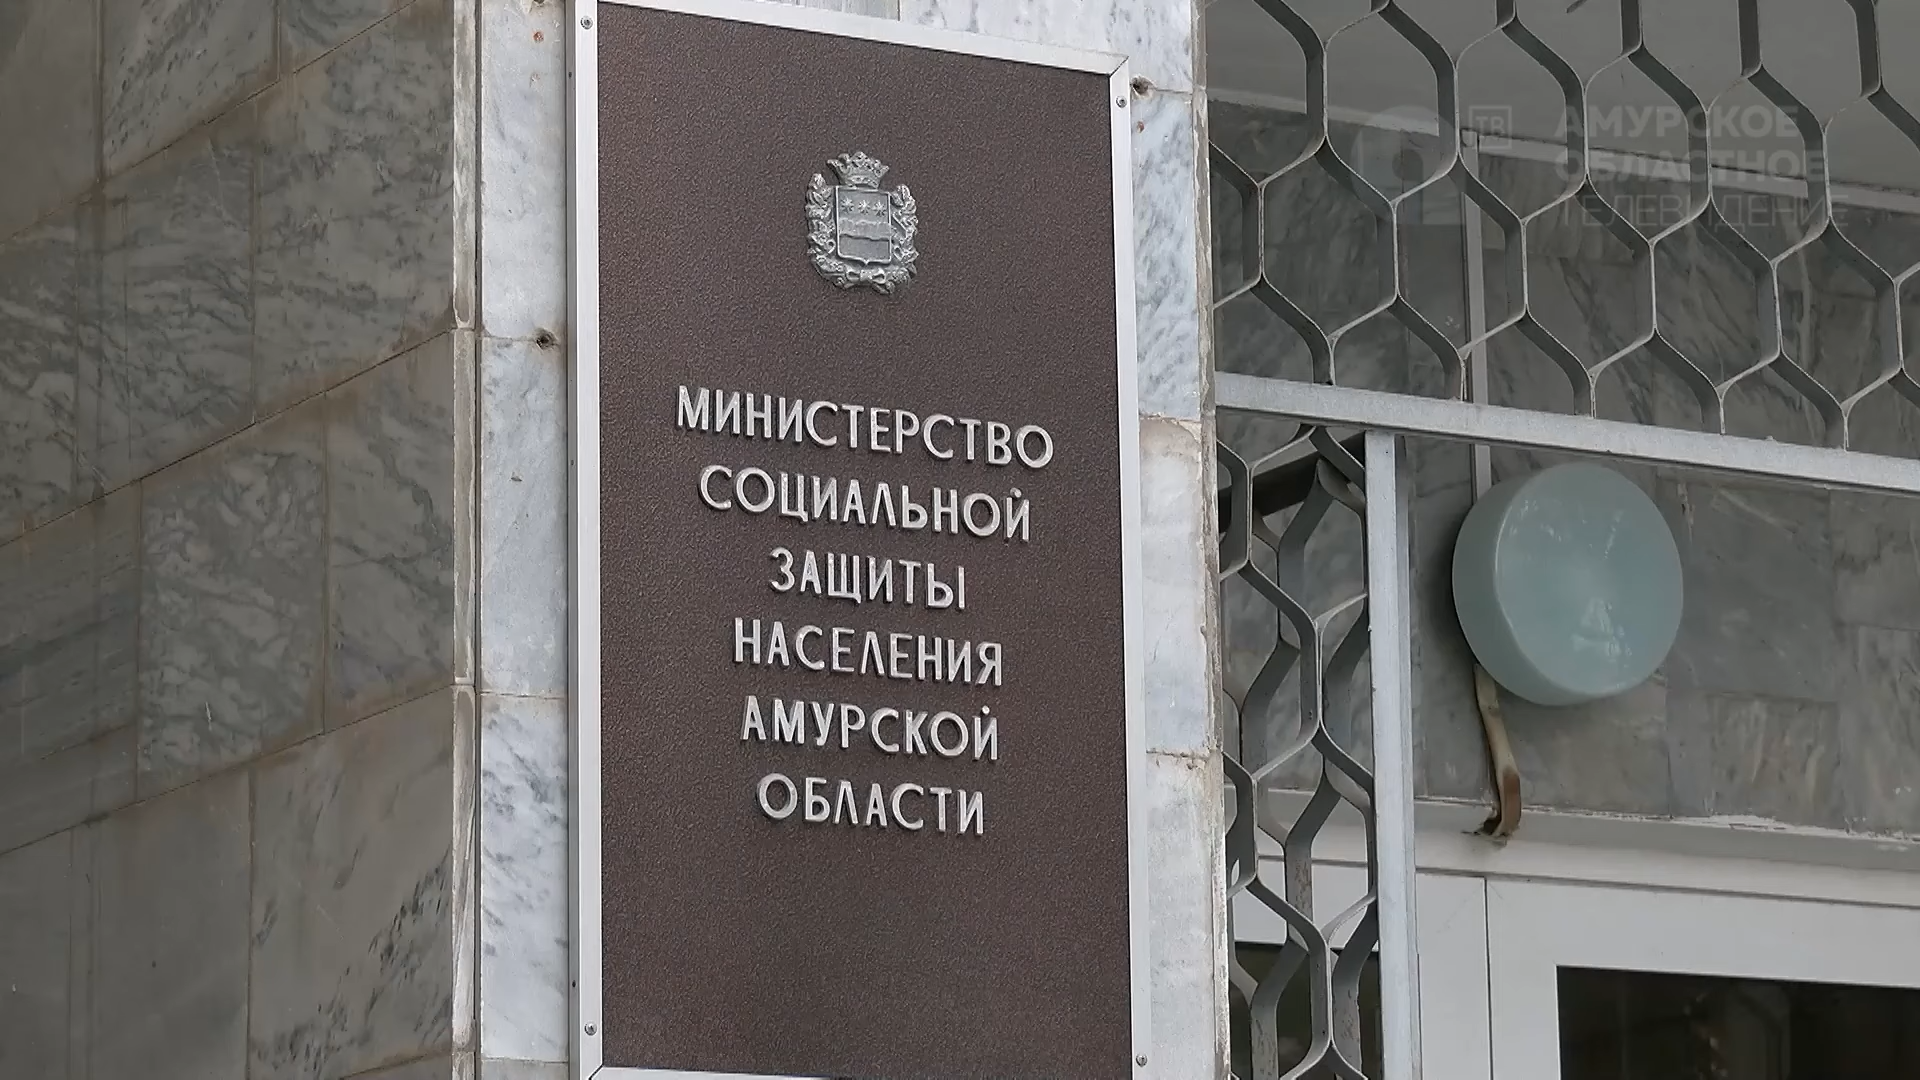 МИНИСТЕРСТВО
СОЦИАЛЬНОЙ
ЗАЩИТЫ
НАСЕЛЕНИЯ
АМУРСКОЙ
ОБЛАСТИ
ТВ
АМУРСКОЕ
ОБЛАСТНОЕ
ТЕЛЕВИДЕНИЕ